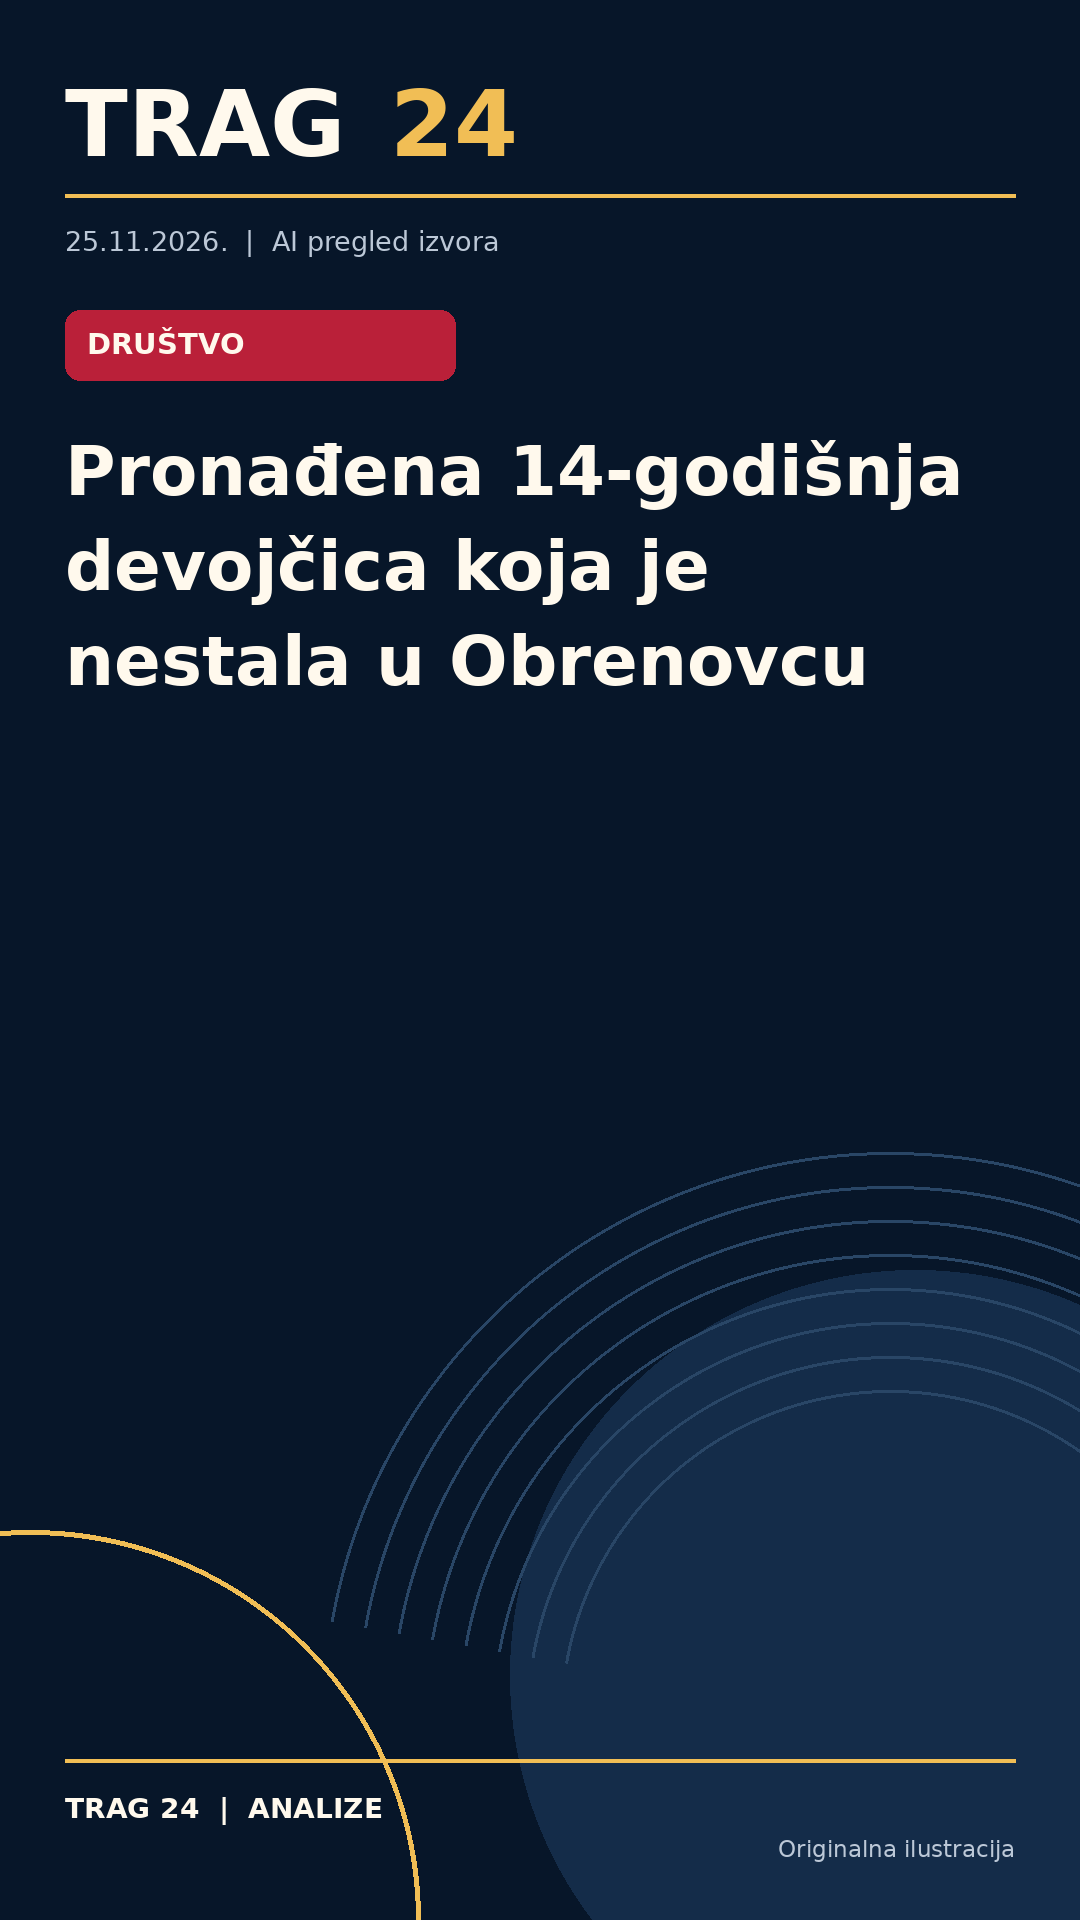 TRAG 24
25.11.2026. | AI pregled izvora
DRUŠTVO
Pronađena 14-godišnja
devojčica koja je
nestala u Obrenovcu
TRAG 24 | ANALIZE
Originalna ilustracija